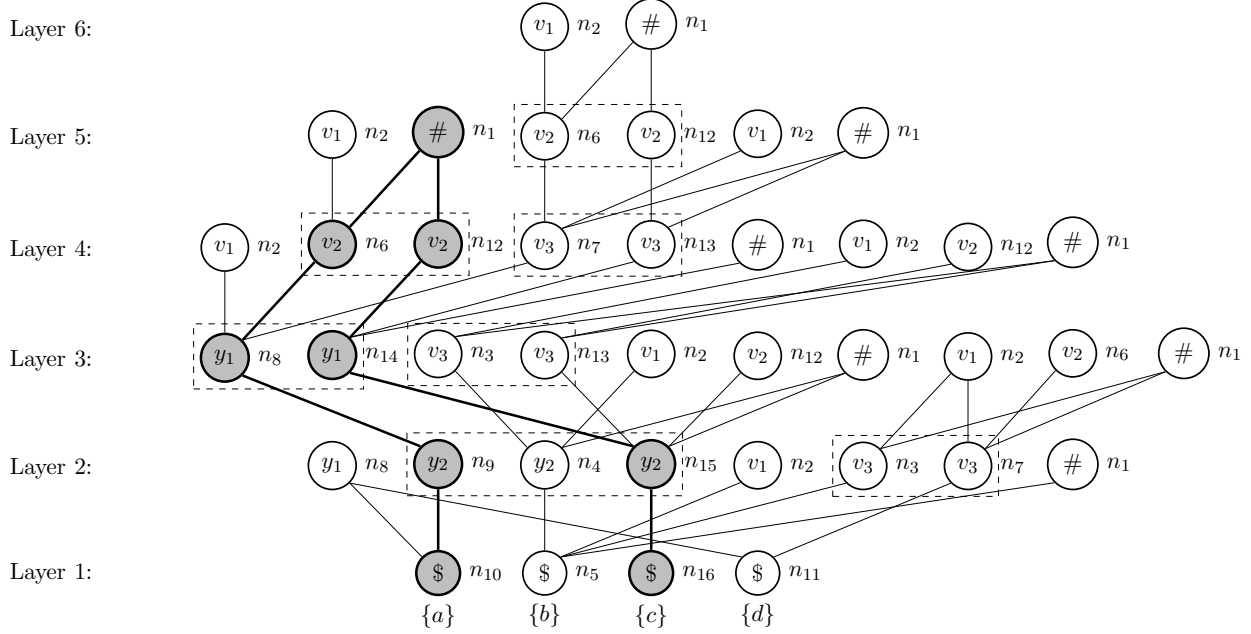 Layer 6: v₁ n₂ # n₁
Layer 5: v₁ n₂ # n₁ v₂ n₆ v₂ n₁₂ v₁ n₂ # n₁
Layer 4: v₁ n₂ v₂ n₆ v₂ n₁₂ v₃ n₇ v₃ n₁₃ # n₁ v₁ n₂ v₂ n₁₂ # n₁
Layer 3: y₁ n₈ y₁ n₁₄ v₃ n₃ v₃ n₁₃ v₁ n₂ v₂ n₁₂ # n₁ v₁ n₂ v₂ n₆ # n₁
Layer 2: y₁ n₈ y₂ n₉ y₂ n₄ y₂ n₁₅ v₁ n₂ v₃ n₃ v₃ n₇ # n₁
Layer 1: $ n₁₀ $ n₅ $ n₁₆ $ n₁₁
{a} {b} {c} {d}